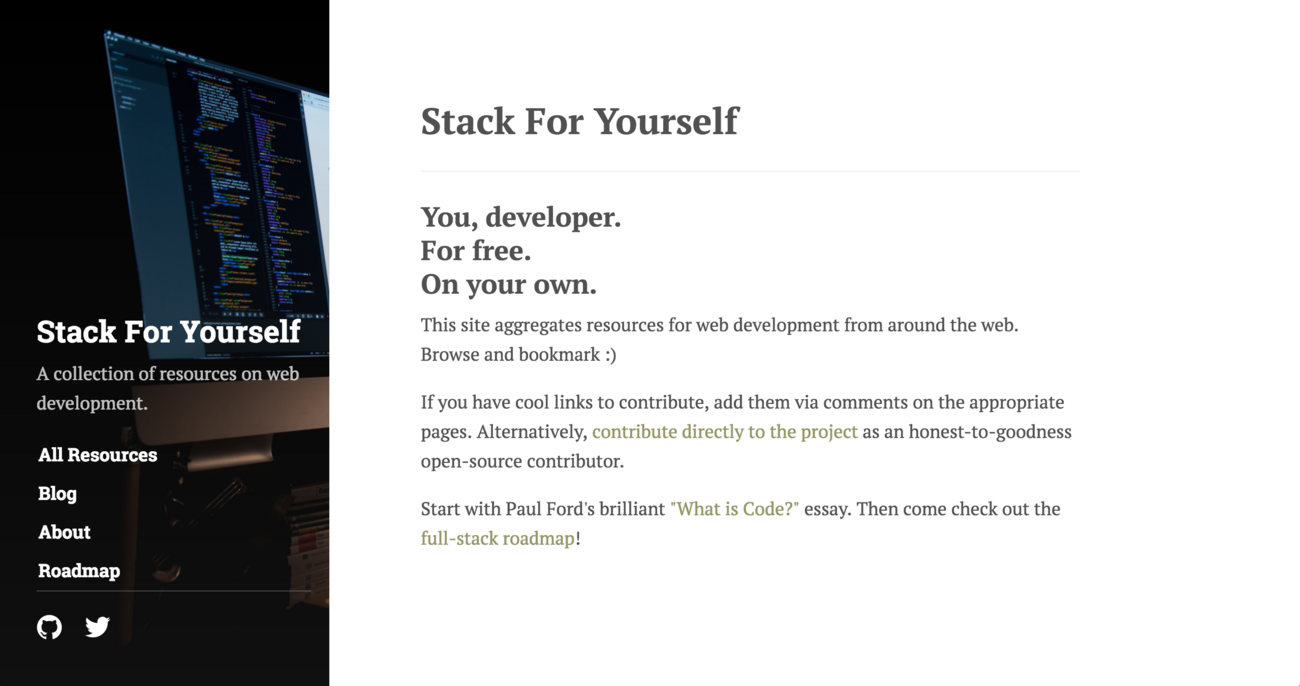 Stack For Yourself
A collection of resources on web
development.
All Resources
Blog
About
Roadmap
Stack For Yourself
You, developer.
For free.
On your own.
This site aggregates resources for web development from around the web.
Browse and bookmark :)
If you have cool links to contribute, add them via comments on the appropriate
pages. Alternatively, contribute directly to the project as an honest-to-goodness
open-source contributor.
Start with Paul Ford's brilliant "What is Code?" essay. Then come check out the
full-stack roadmap!